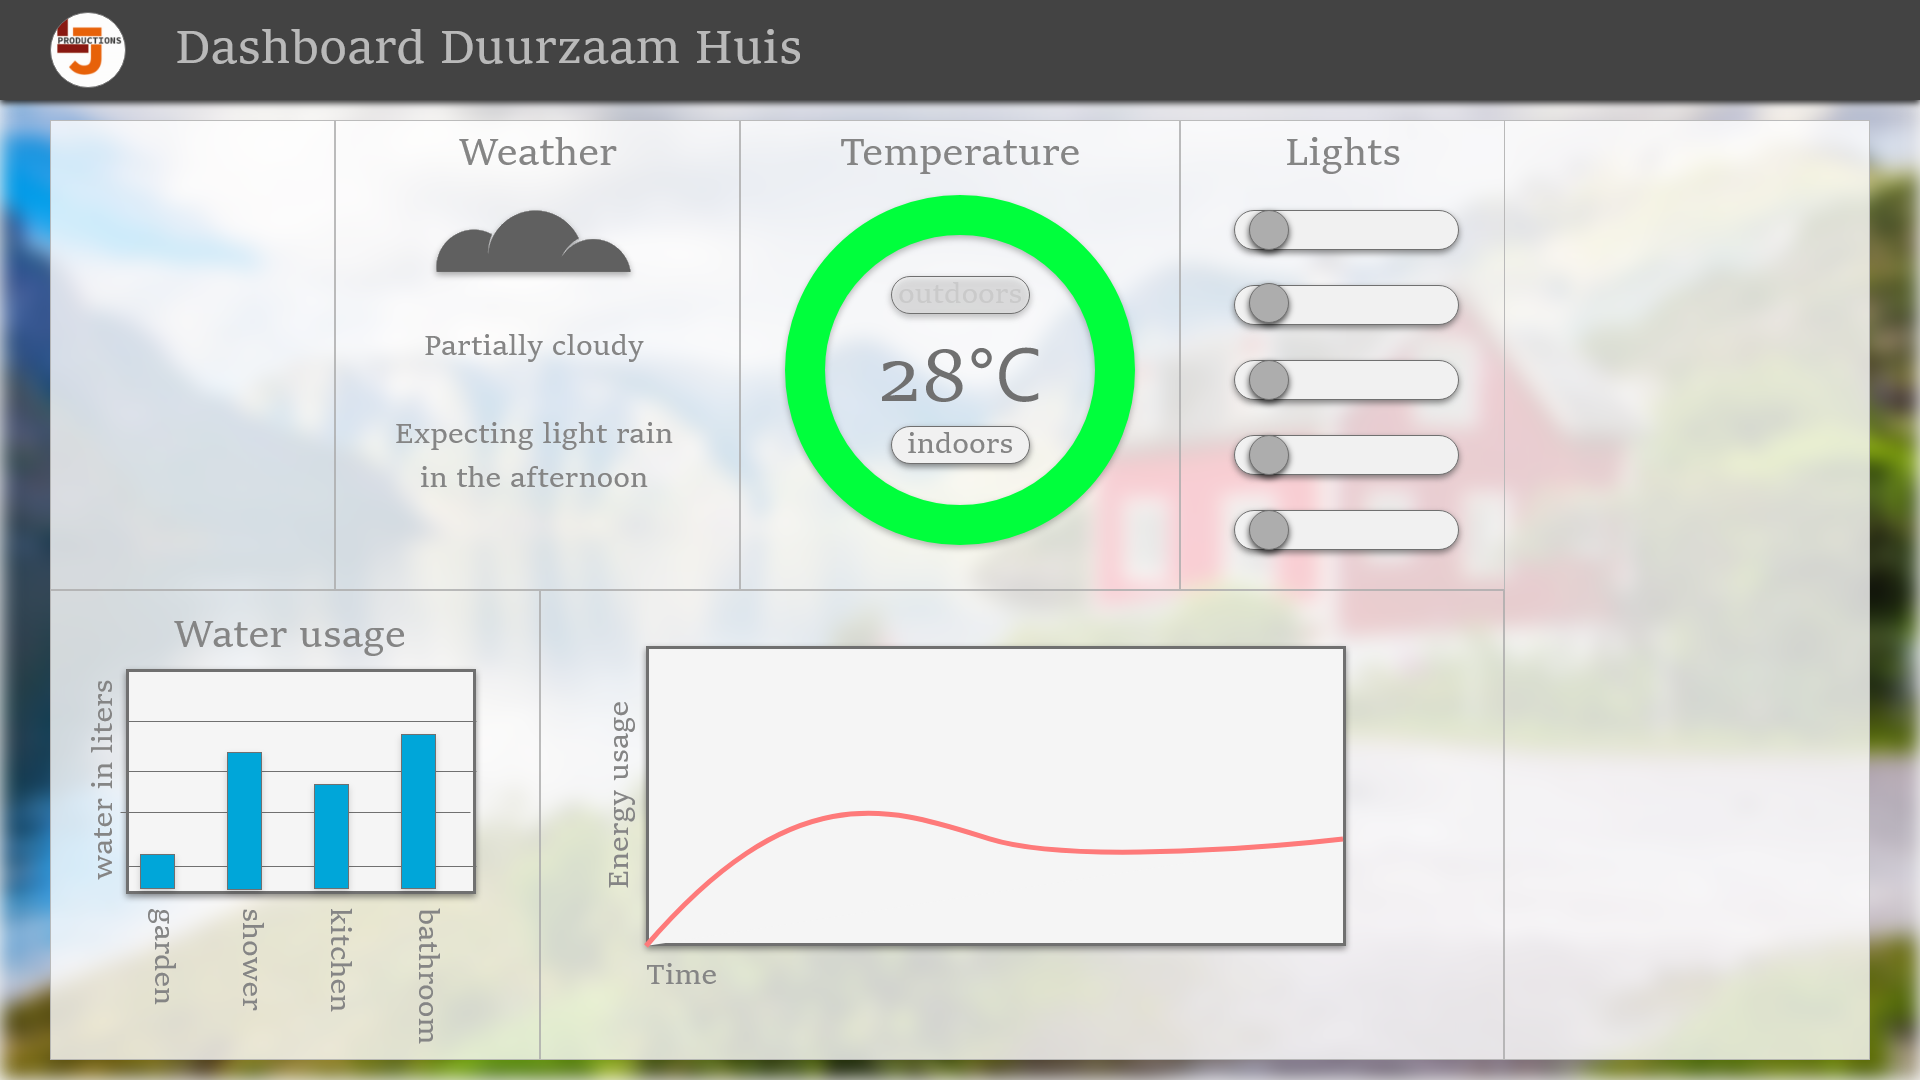 PRODUCTIONS
Dashboard Duurzaam Huis
Weather
Partially cloudy
Expecting light rain
in the afternoon
Temperature
outdoors
28°C
indoors
Lights
Water usage
water in liters
garden
shower
kitchen
bathroom
Energy usage
Time